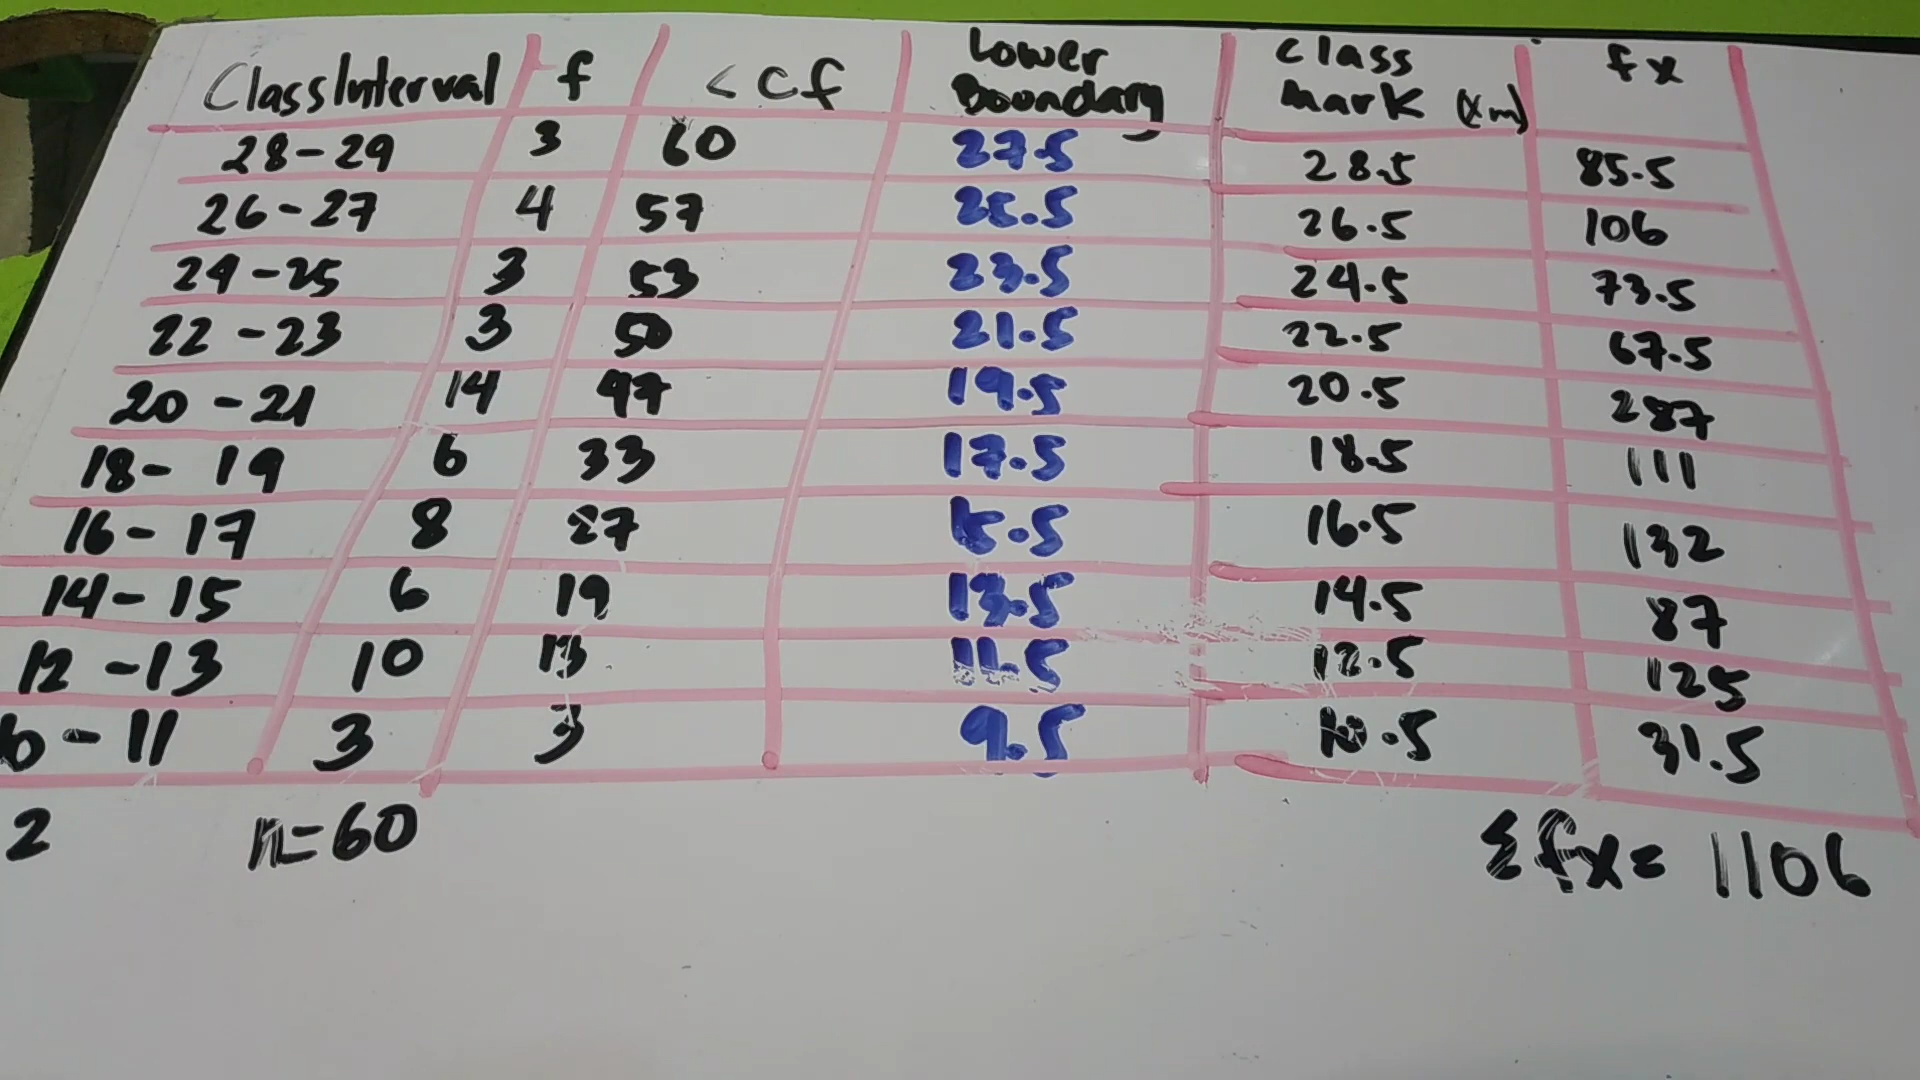 Class Interval f <cf Lower Boundary Class Mark (xm) fx
28-29 3 60 27.5 28.5 85.5
26-27 4 57 25.5 26.5 106
24-25 3 53 23.5 24.5 73.5
22-23 3 50 21.5 22.5 67.5
20-21 14 47 19.5 20.5 287
18-19 6 33 17.5 18.5 111
16-17 8 27 15.5 16.5 132
14-15 6 19 13.5 14.5 87
12-13 10 13 11.5 12.5 125
10-11 3 3 9.5 10.5 31.5
2 n=60 Σfx= 1106